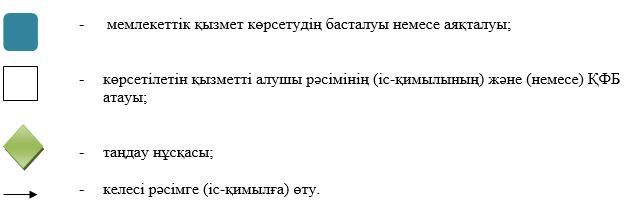 - мемлекеттік қызмет көрсетудің басталуы немесе аяқталуы;
- көрсетілетін қызметті алушы рәсімінің (іс-қимылының) және (немесе) ҚФБ
атауы;
- таңдау нұсқасы;
- келесі рәсімге (іс-қимылға) өту.